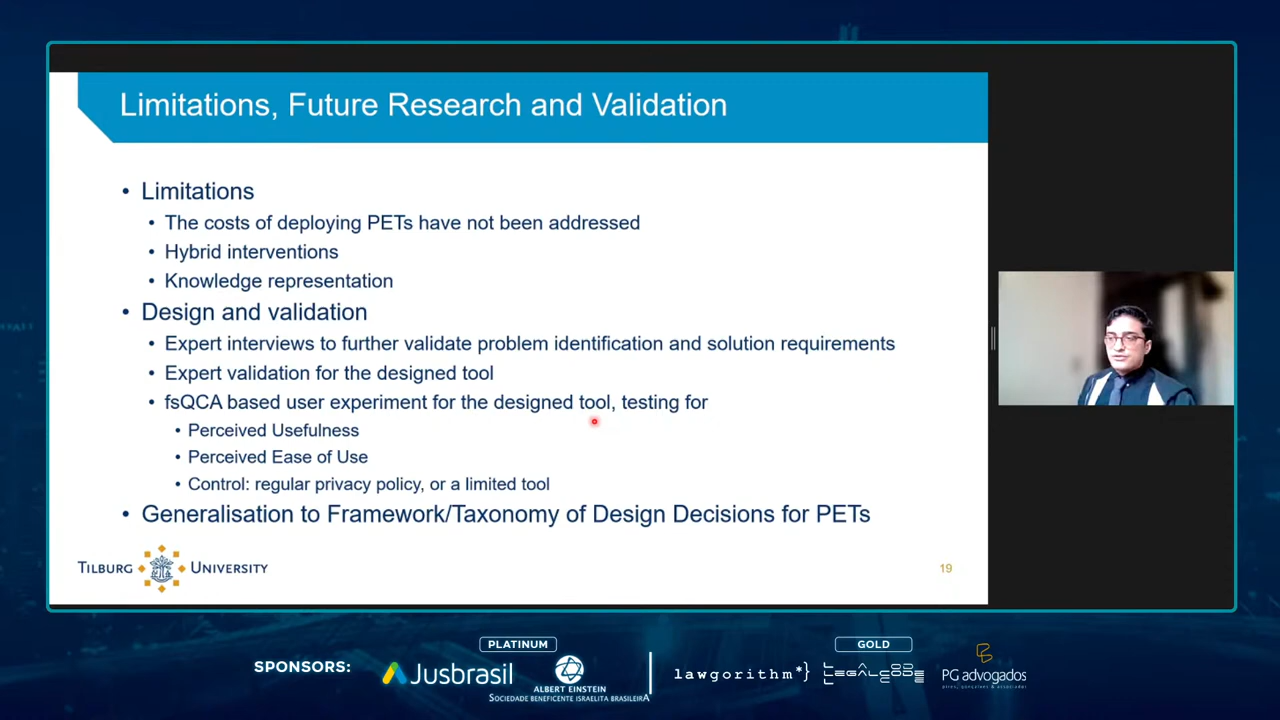 Limitations, Future Research and Validation
• Limitations
• The costs of deploying PETs have not been addressed
• Hybrid interventions
• Knowledge representation
• Design and validation
• Expert interviews to further validate problem identification and solution requirements
• Expert validation for the designed tool
• fsQCA based user experiment for the designed tool, testing for
• Perceived Usefulness
• Perceived Ease of Use
• Control: regular privacy policy, or a limited tool
• Generalisation to Framework/Taxonomy of Design Decisions for PETs
TILBURG UNIVERSITY
19
SPONSORS:
PLATINUM
Jusbrasil
ALBERT EINSTEIN
SOCIEDADE BENEFICENTE ISRAELITA BRASILEIRA
GOLD
lawgorithm*}
LEGALCODE
PG advogados